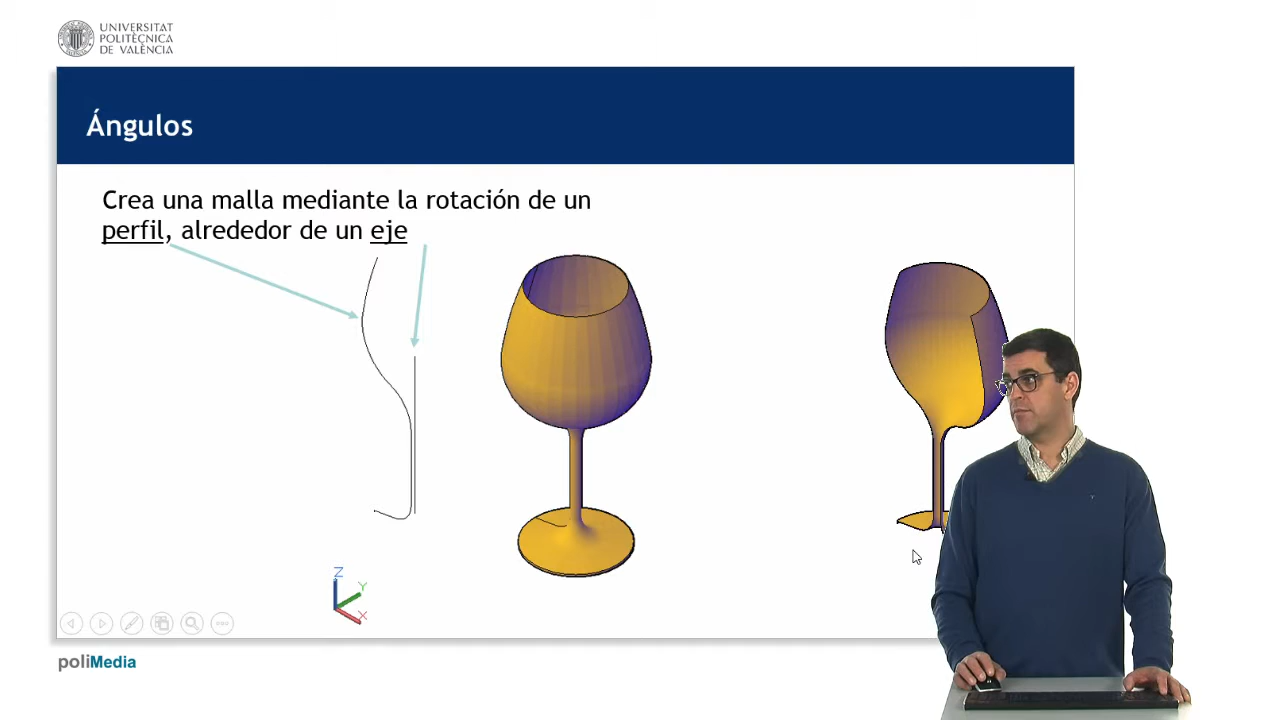 UNIVERSITAT
POLITÈCNICA
DE VALÈNCIA
Ángulos
Crea una malla mediante la rotación de un
perfil, alrededor de un eje
Z
Y
X
poliMedia